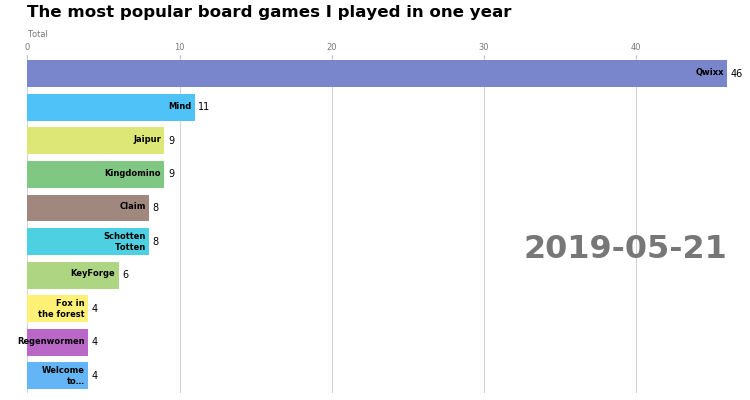 The most popular board games I played in one year
Total
0 10 20 30 40
Qwixx 46
Mind 11
Jaipur 9
Kingdomino 9
Claim 8
Schotten
Totten 8
2019-05-21
KeyForge 6
Fox in
the forest 4
Regenwormen 4
Welcome
to... 4